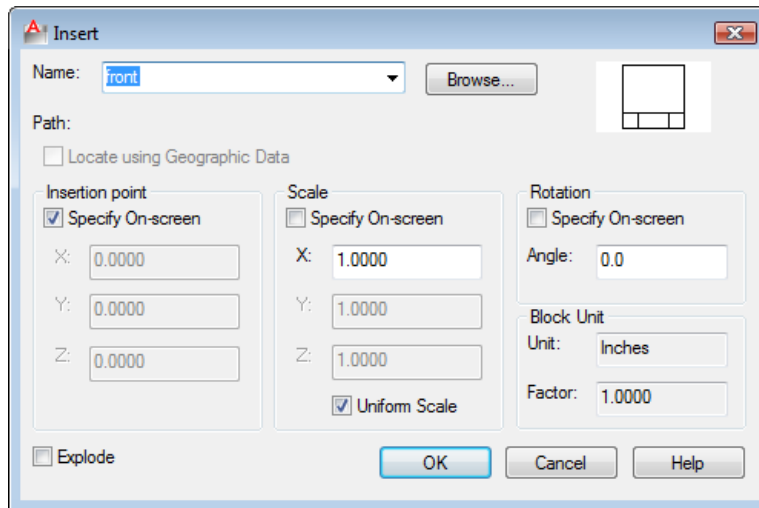 Insert
Name: front Browse...
Path:
Locate using Geographic Data
Insertion point
Specify On-screen
X: 0.0000
Y: 0.0000
Z: 0.0000
Scale
Specify On-screen
X: 1.0000
Y: 1.0000
Z: 1.0000
Uniform Scale
Rotation
Specify On-screen
Angle: 0.0
Block Unit
Unit: Inches
Factor: 1.0000
Explode
OK Cancel Help